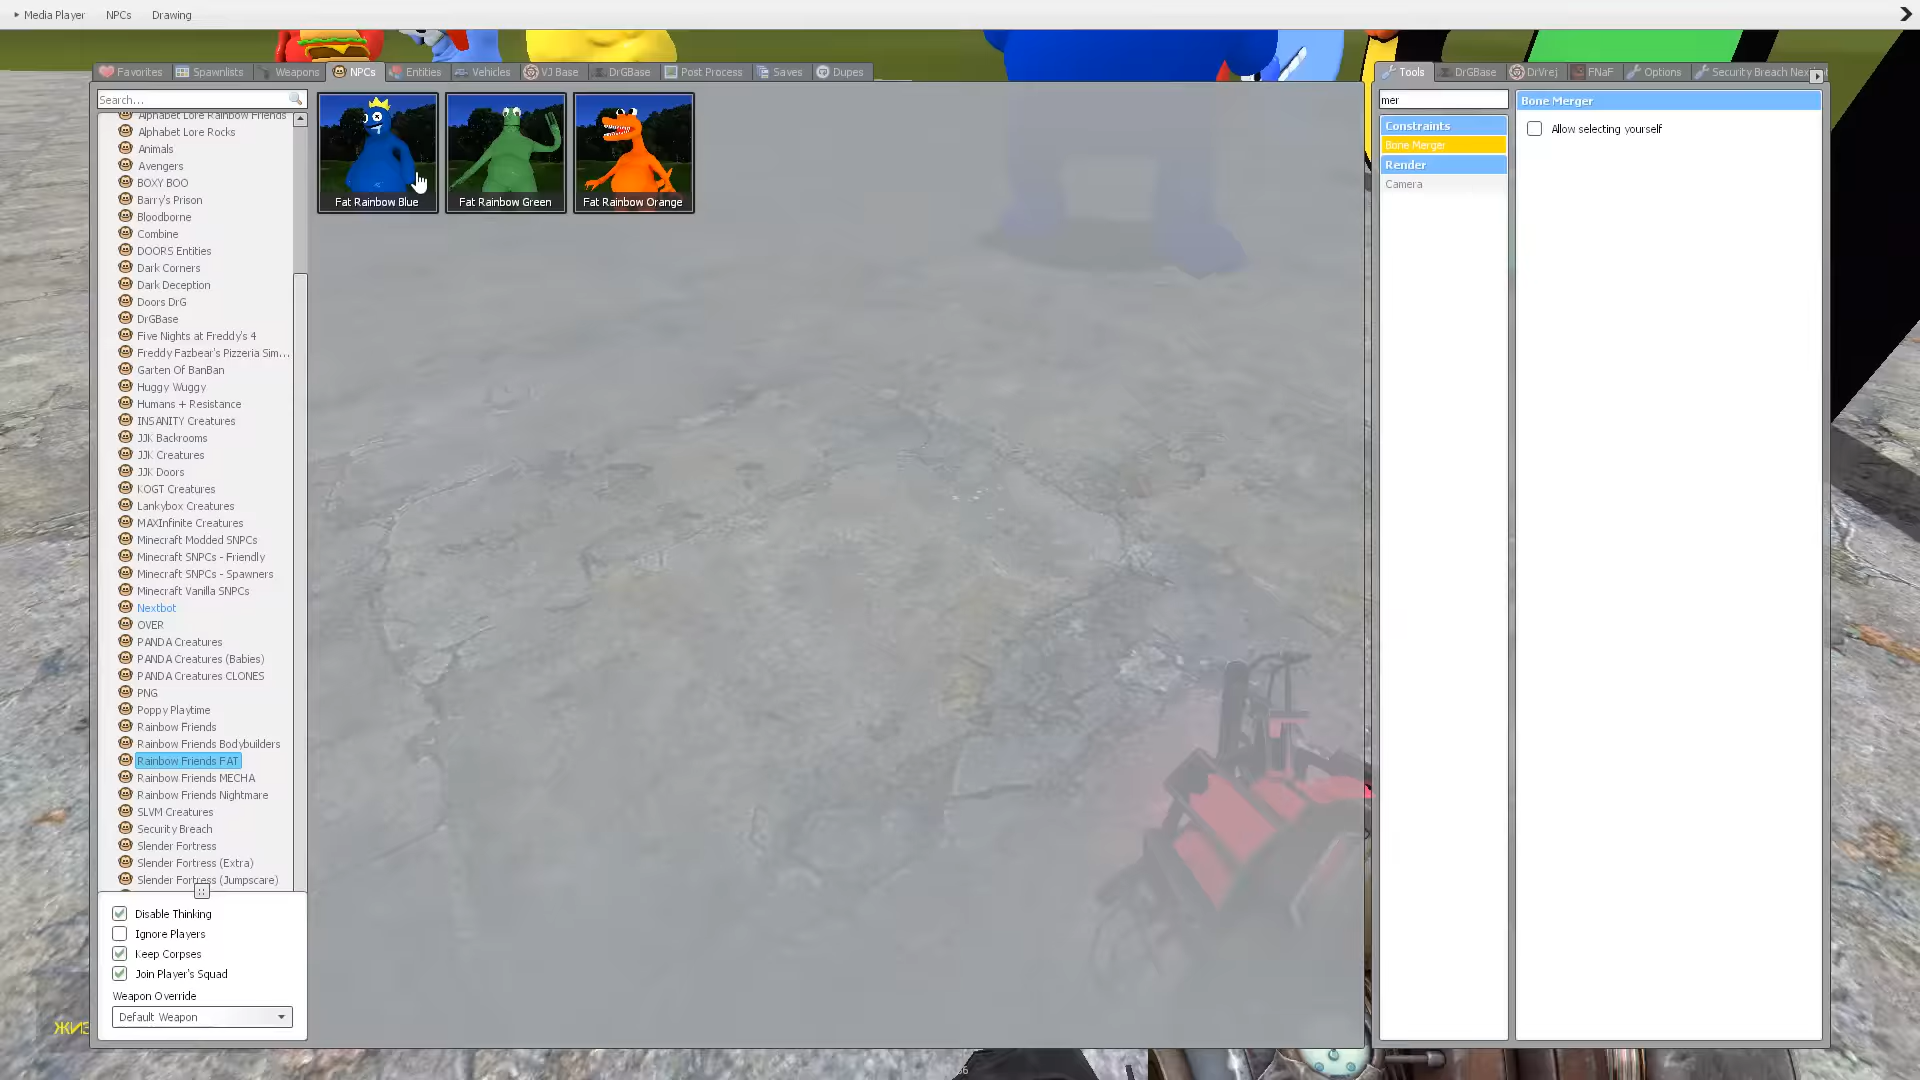 Media Player NPCs Drawing
Favorites Spawnlists Weapons NPCs Entities Vehicles VJ Base DrGBase Post Process Saves Dupes
Search...
Alphabet Lore Rainbow Friends
Alphabet Lore Rocks
Animals
Avengers
BOXY BOO
Barry's Prison
Bloodborne
Combine
DOORS Entities
Dark Corners
Dark Deception
Doors DrG
DrGBase
Five Nights at Freddy's 4
Freddy Fazbear's Pizzeria Sim...
Garten Of BanBan
Huggy Wuggy
Humans + Resistance
INSANITY Creatures
JJK Backrooms
JJK Creatures
JJK Doors
KOGT Creatures
Lankybox Creatures
MAXInfinite Creatures
Minecraft Modded SNPCs
Minecraft SNPCs - Friendly
Minecraft SNPCs - Spawners
Minecraft Vanilla SNPCs
Nextbot
OVER
PANDA Creatures
PANDA Creatures (Babies)
PANDA Creatures CLONES
PNG
Poppy Playtime
Rainbow Friends
Rainbow Friends Bodybuilders
Rainbow Friends FAT
Rainbow Friends MECHA
Rainbow Friends Nightmare
SLVM Creatures
Security Breach
Slender Fortress
Slender Fortress (Extra)
Slender Fortress (Jumpscare)
Disable Thinking
Ignore Players
Keep Corpses
Join Player's Squad
Weapon Override
Default Weapon
Fat Rainbow Blue
Fat Rainbow Green
Fat Rainbow Orange
Tools DrGBase DrVrej FNaF Options Security Breach
mer
Constraints
Bone Merger
Render
Camera
Bone Merger
Allow selecting yourself